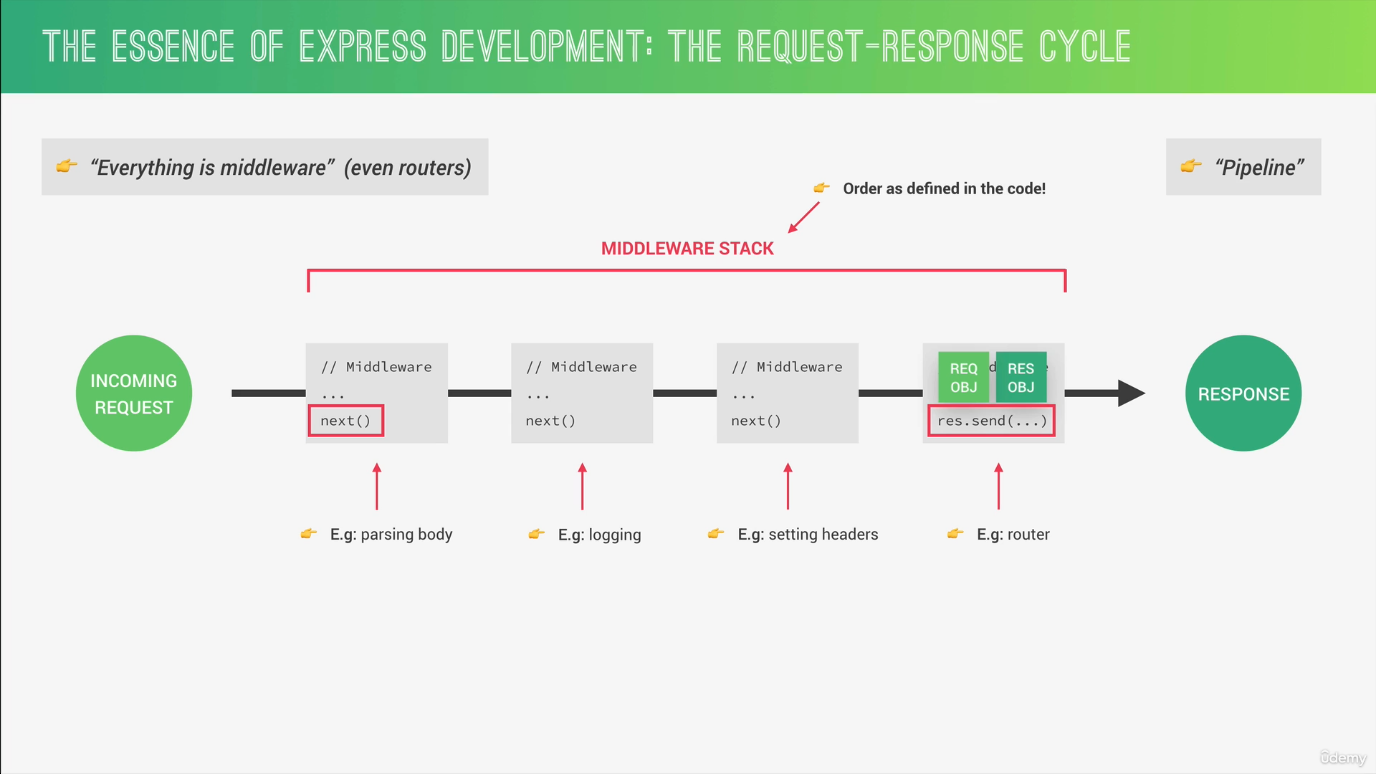 THE ESSENCE OF EXPRESS DEVELOPMENT: THE REQUEST-RESPONSE CYCLE
👉 “Everything is middleware” (even routers)
👉 “Pipeline”
👉 Order as defined in the code!
MIDDLEWARE STACK
INCOMING
REQUEST
// Middleware
...
next()
// Middleware
...
next()
// Middleware
...
next()
REQ
OBJ
RES
OBJ
res.send(...)
RESPONSE
👉 E.g: parsing body
👉 E.g: logging
👉 E.g: setting headers
👉 E.g: router
ûdemy